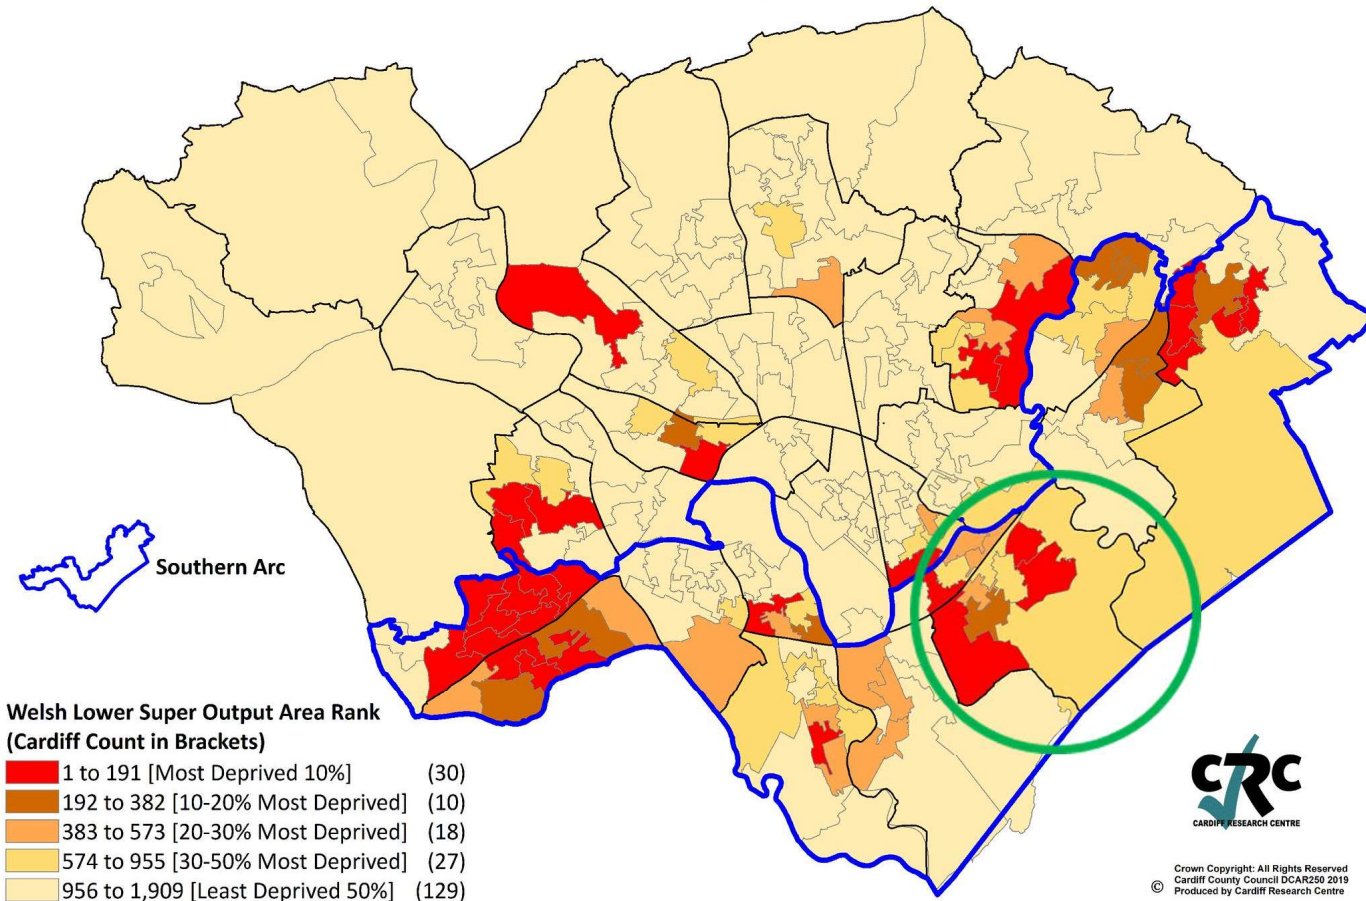 Southern Arc
Welsh Lower Super Output Area Rank
(Cardiff Count in Brackets)
1 to 191 [Most Deprived 10%] (30)
192 to 382 [10-20% Most Deprived] (10)
383 to 573 [20-30% Most Deprived] (18)
574 to 955 [30-50% Most Deprived] (27)
956 to 1,909 [Least Deprived 50%] (129)
CRC
CARDIFF RESEARCH CENTRE
Crown Copyright: All Rights Reserved
Cardiff County Council DCAR250 2019
© Produced by Cardiff Research Centre